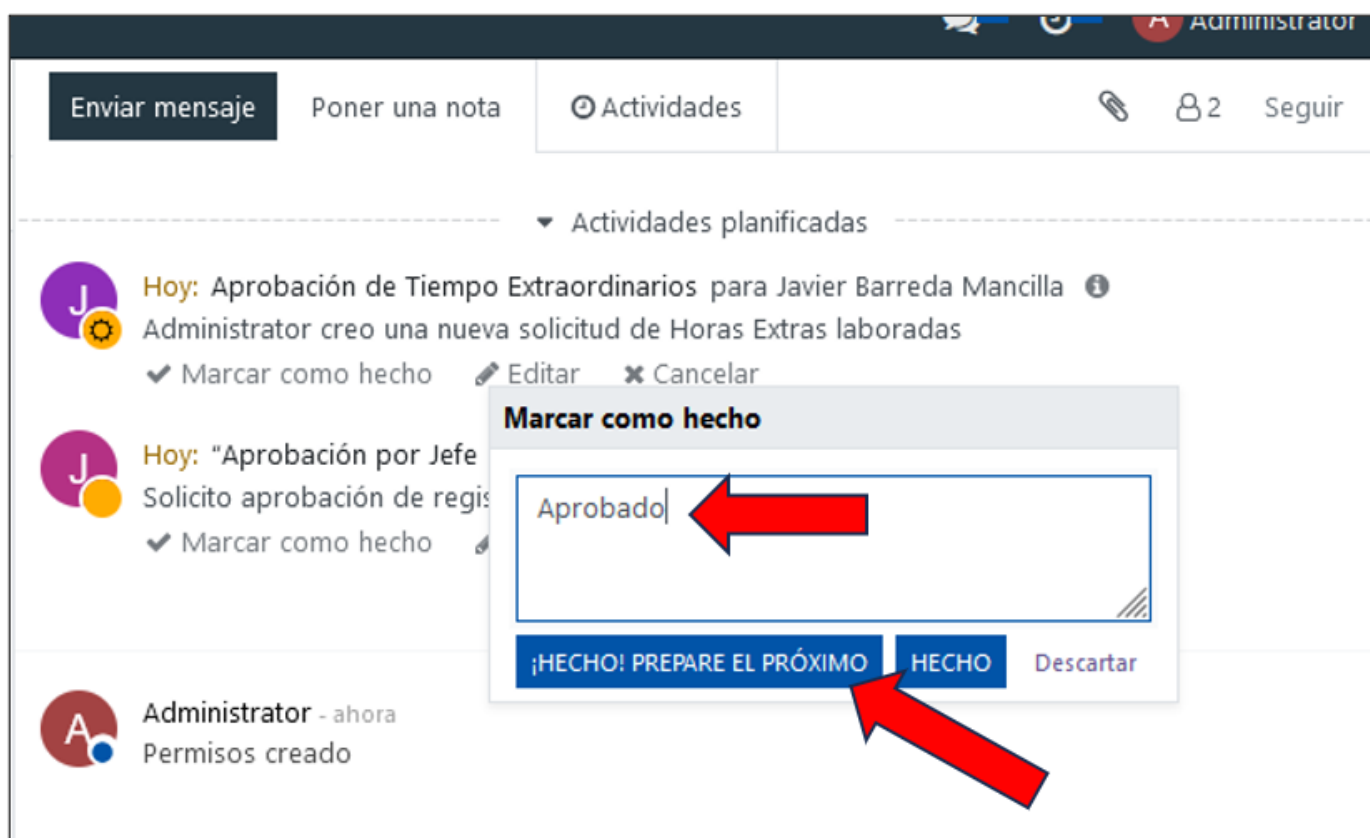 A Administrator
Enviar mensaje Poner una nota Actividades 2 Seguir
Actividades planificadas
J Hoy: Aprobación de Tiempo Extraordinarios para Javier Barreda Mancilla
Administrator creo una nueva solicitud de Horas Extras laboradas
Marcar como hecho Editar Cancelar
Marcar como hecho
J Hoy: “Aprobación por Jefe
Solicito aprobación de regis
Marcar como hecho
Aprobado
¡HECHO! PREPARE EL PRÓXIMO HECHO Descartar
A Administrator - ahora
Permisos creado